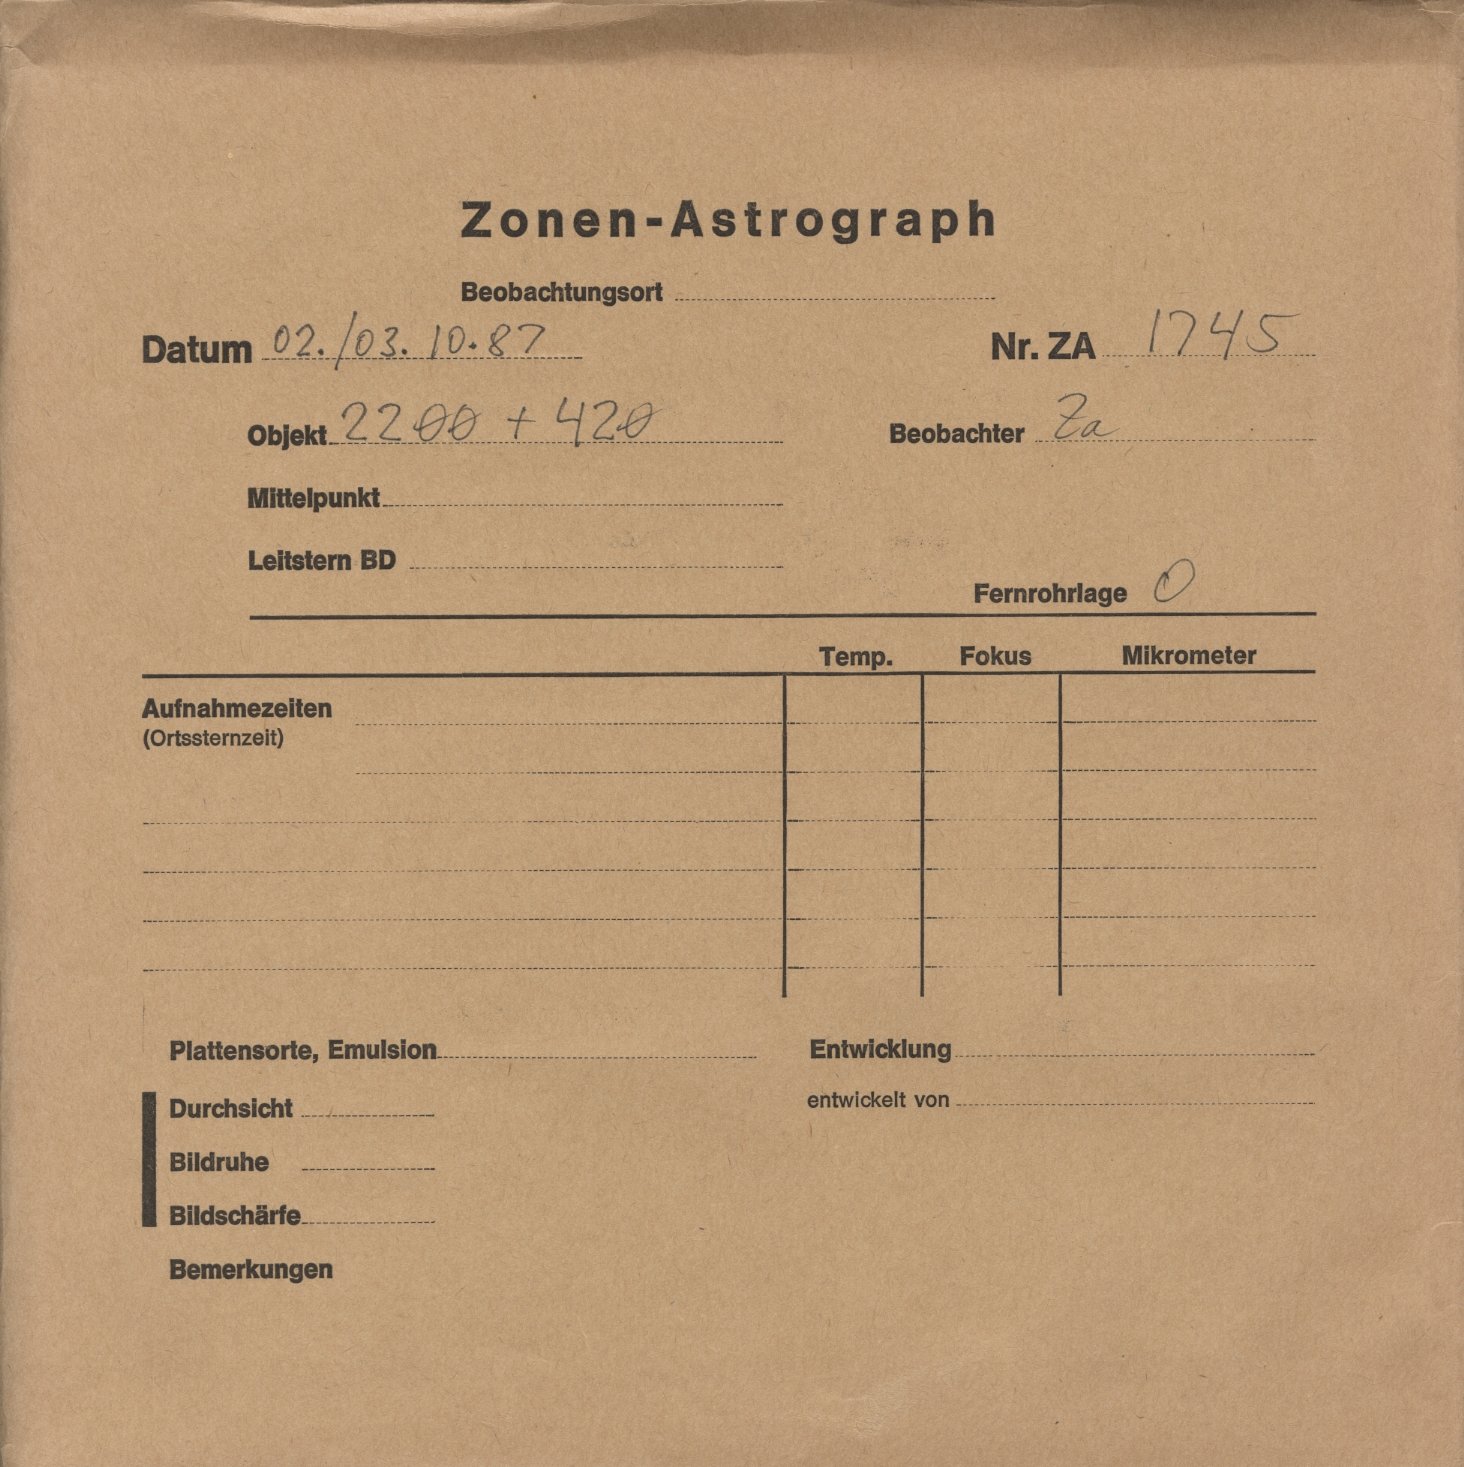 Zonen-Astrograph
Beobachtungsort
Datum 02./03.10.87 Nr. ZA 1745
Objekt 2200 + 420 Beobachter Za
Mittelpunkt
Leitstern BD
Fernrohrlage O
Temp. Fokus Mikrometer
Aufnahmezeiten
(Ortssternzeit)
Plattensorte, Emulsion Entwicklung
Durchsicht entwickelt von
Bildruhe
Bildschärfe
Bemerkungen